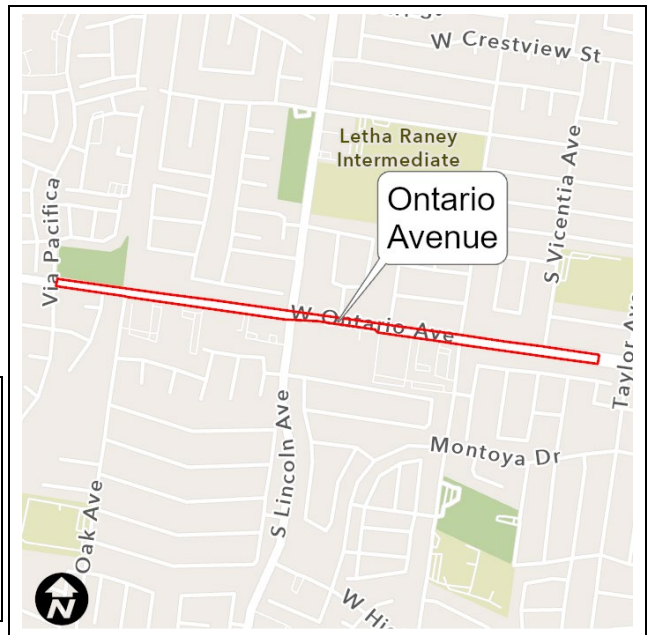 W Crestview St
Letha Raney
Intermediate
S Vicentia Ave
Ontario
Avenue
Via Pacifica
W Ontario Ave
Taylor
S Lincoln Ave
Montoya Dr
Oak Ave
N